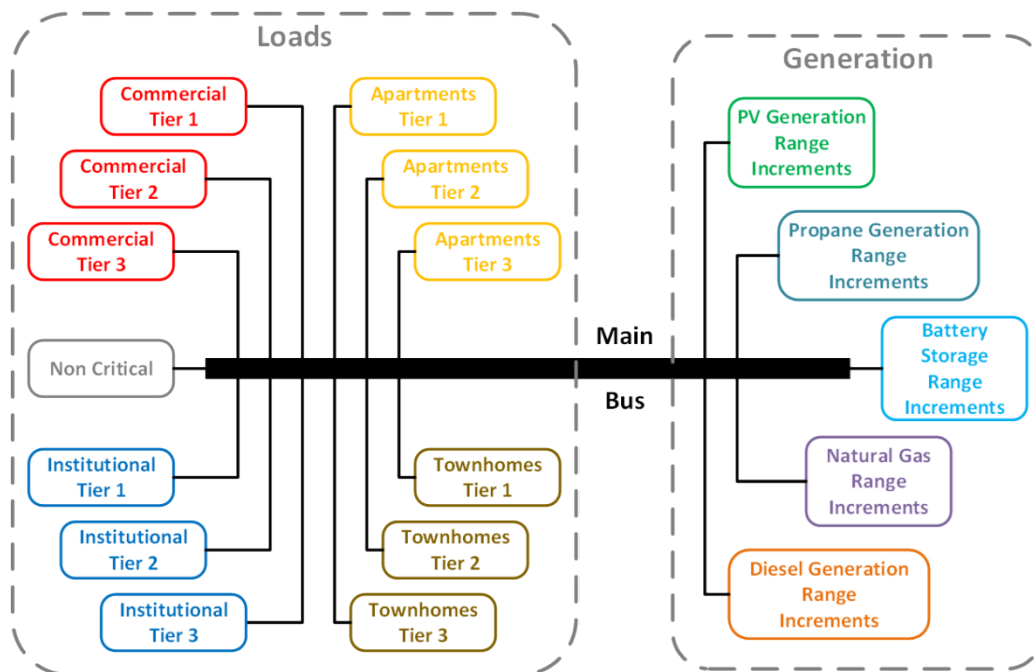 Loads
Commercial
Tier 1
Commercial
Tier 2
Commercial
Tier 3
Non Critical
Institutional
Tier 1
Institutional
Tier 2
Institutional
Tier 3
Apartments
Tier 1
Apartments
Tier 2
Apartments
Tier 3
Townhomes
Tier 1
Townhomes
Tier 2
Townhomes
Tier 3
Main
Bus
Generation
PV Generation
Range
Increments
Propane Generation
Range
Increments
Battery
Storage
Range
Increments
Natural Gas
Range
Increments
Diesel Generation
Range
Increments